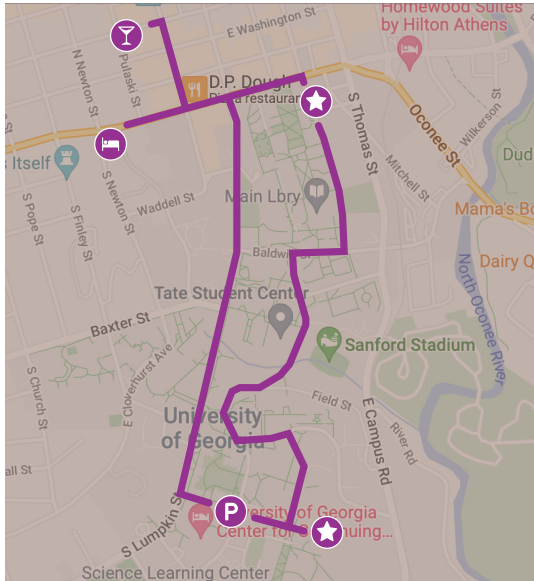 Homewood Suites
by Hilton Athens
E Washington St
N Newton St
Pulaski St
D.P. Dough
Oconee St
S Thomas St
Wilkerson St
s Itself
Mitchell St
Dud
Main Lbry
S Pope St
S Finley St
S Newton St
Waddell St
Mama's Bo
Baldwin St
Dairy Q
Tate Student Center
North Oconee River
Baxter St
Sanford Stadium
E Cloverhurst Ave
S Church St
Field St
University
of Georgia
E Campus Rd
River Rd
all St
P
University of Georgia
Center for Continuing...
S Lumpkin St
Science Learning Center